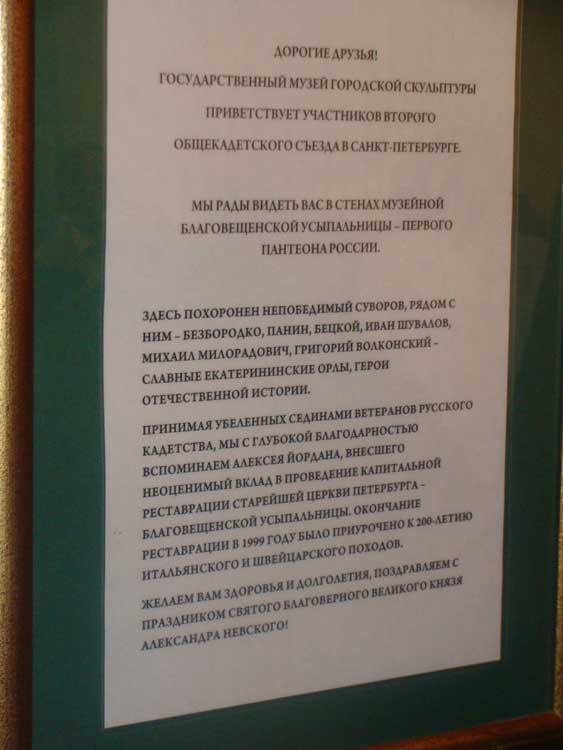 ДОРОГИЕ ДРУЗЬЯ!
ГОСУДАРСТВЕННЫЙ МУЗЕЙ ГОРОДСКОЙ СКУЛЬПТУРЫ
ПРИВЕТСТВУЕТ УЧАСТНИКОВ ВТОРОГО
ОБЩЕКАДЕТСКОГО СЪЕЗДА В САНКТ-ПЕТЕРБУРГЕ.
МЫ РАДЫ ВИДЕТЬ ВАС В СТЕНАХ МУЗЕЙНОЙ
БЛАГОВЕЩЕНСКОЙ УСЫПАЛЬНИЦЫ – ПЕРВОГО
ПАНТЕОНА РОССИИ.
ЗДЕСЬ ПОХОРОНЕН НЕПОБЕДИМЫЙ СУВОРОВ, РЯДОМ С
НИМ – БЕЗБОРОДКО, ПАНИН, БЕЦКОЙ, ИВАН ШУВАЛОВ,
МИХАИЛ МИЛОРАДОВИЧ, ГРИГОРИЙ ВОЛКОНСКИЙ –
СЛАВНЫЕ ЕКАТЕРИНИНСКИЕ ОРЛЫ, ГЕРОИ
ОТЕЧЕСТВЕННОЙ ИСТОРИИ.
ПРИНИМАЯ УБЕЛЕННЫХ СЕДИНАМИ ВЕТЕРАНОВ РУССКОГО
КАДЕТСТВА, МЫ С ГЛУБОКОЙ БЛАГОДАРНОСТЬЮ
ВСПОМИНАЕМ АЛЕКСЕЯ ЙОРДАНА, ВНЕСШЕГО
НЕОЦЕНИМЫЙ ВКЛАД В ПРОВЕДЕНИЕ КАПИТАЛЬНОЙ
РЕСТАВРАЦИИ СТАРЕЙШЕЙ ЦЕРКВИ ПЕТЕРБУРГА –
БЛАГОВЕЩЕНСКОЙ УСЫПАЛЬНИЦЫ. ОКОНЧАНИЕ
РЕСТАВРАЦИИ В 1999 ГОДУ БЫЛО ПРИУРОЧЕНО К 200-ЛЕТИЮ
ИТАЛЬЯНСКОГО И ШВЕЙЦАРСКОГО ПОХОДОВ.
ЖЕЛАЕМ ВАМ ЗДОРОВЬЯ И ДОЛГОЛЕТИЯ, ПОЗДРАВЛЯЕМ С
ПРАЗДНИКОМ СВЯТОГО БЛАГОВЕРНОГО ВЕЛИКОГО КНЯЗЯ
АЛЕКСАНДРА НЕВСКОГО!